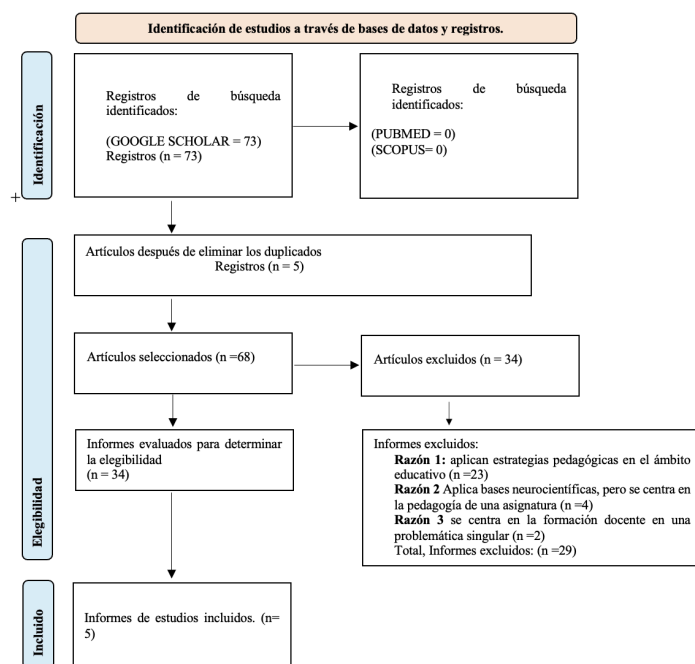 Identificación de estudios a través de bases de datos y registros.
Identificación
Registros de búsqueda
identificados:
(GOOGLE SCHOLAR = 73)
Registros (n = 73)
Registros de búsqueda
identificados:
(PUBMED = 0)
(SCOPUS= 0)
+
Elegibilidad
Artículos después de eliminar los duplicados
Registros (n = 5)
Artículos seleccionados (n =68)
Artículos excluidos (n = 34)
Informes evaluados para determinar
la elegibilidad
(n = 34)
Informes excluidos:
Razón 1: aplican estrategias pedagógicas en el ámbito
educativo (n =23)
Razón 2 Aplica bases neurocientíficas, pero se centra en
la pedagogía de una asignatura (n =4)
Razón 3 se centra en la formación docente en una
problemática singular (n =2)
Total, Informes excluidos: (n =29)
Incluido
Informes de estudios incluidos. (n=
5)